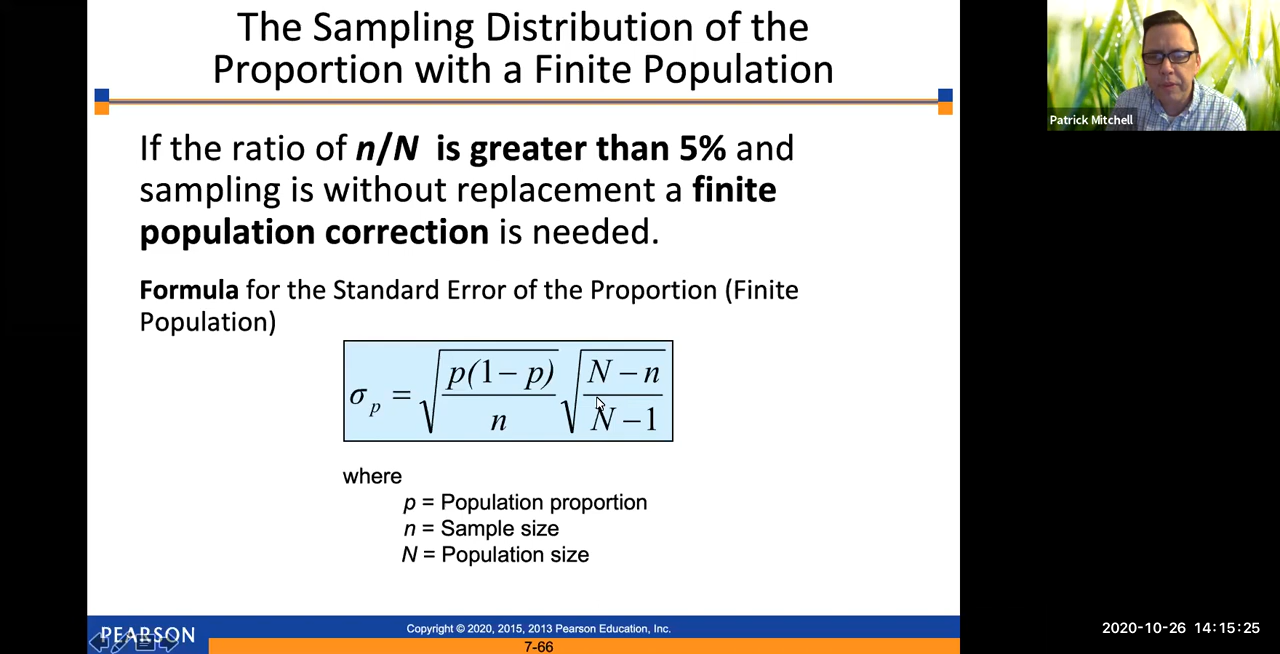 The Sampling Distribution of the
Proportion with a Finite Population
Patrick Mitchell
If the ratio of n/N is greater than 5% and
sampling is without replacement a finite
population correction is needed.
Formula for the Standard Error of the Proportion (Finite
Population)
σp = √(p(1 – p)/n) √((N – n)/(N – 1))
where
p = Population proportion
n = Sample size
N = Population size
PEARSON
Copyright © 2020, 2015, 2013 Pearson Education, Inc.
7-66
2020-10-26 14:15:25